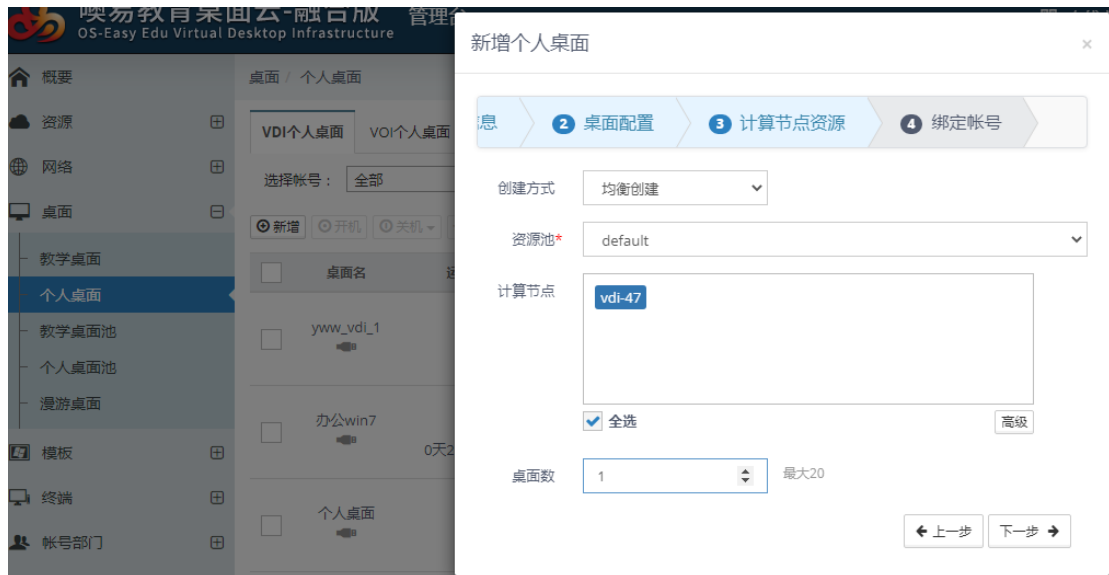 噢易教育桌面云-融合版 管理台
OS-Easy Edu Virtual Desktop Infrastructure
概要
资源
网络
桌面
教学桌面
个人桌面
教学桌面池
个人桌面池
漫游桌面
模板
终端
帐号部门
桌面 / 个人桌面
VDI个人桌面 VOI个人桌面
选择帐号： 全部
新增 开机 关机
桌面名
yww_vdi_1
办公win7
0天2
个人桌面
新增个人桌面 ×
息 2 桌面配置 3 计算节点资源 4 绑定帐号
创建方式 均衡创建
资源池* default
计算节点 vdi-47
全选 高级
桌面数 1 最大20
上一步 下一步